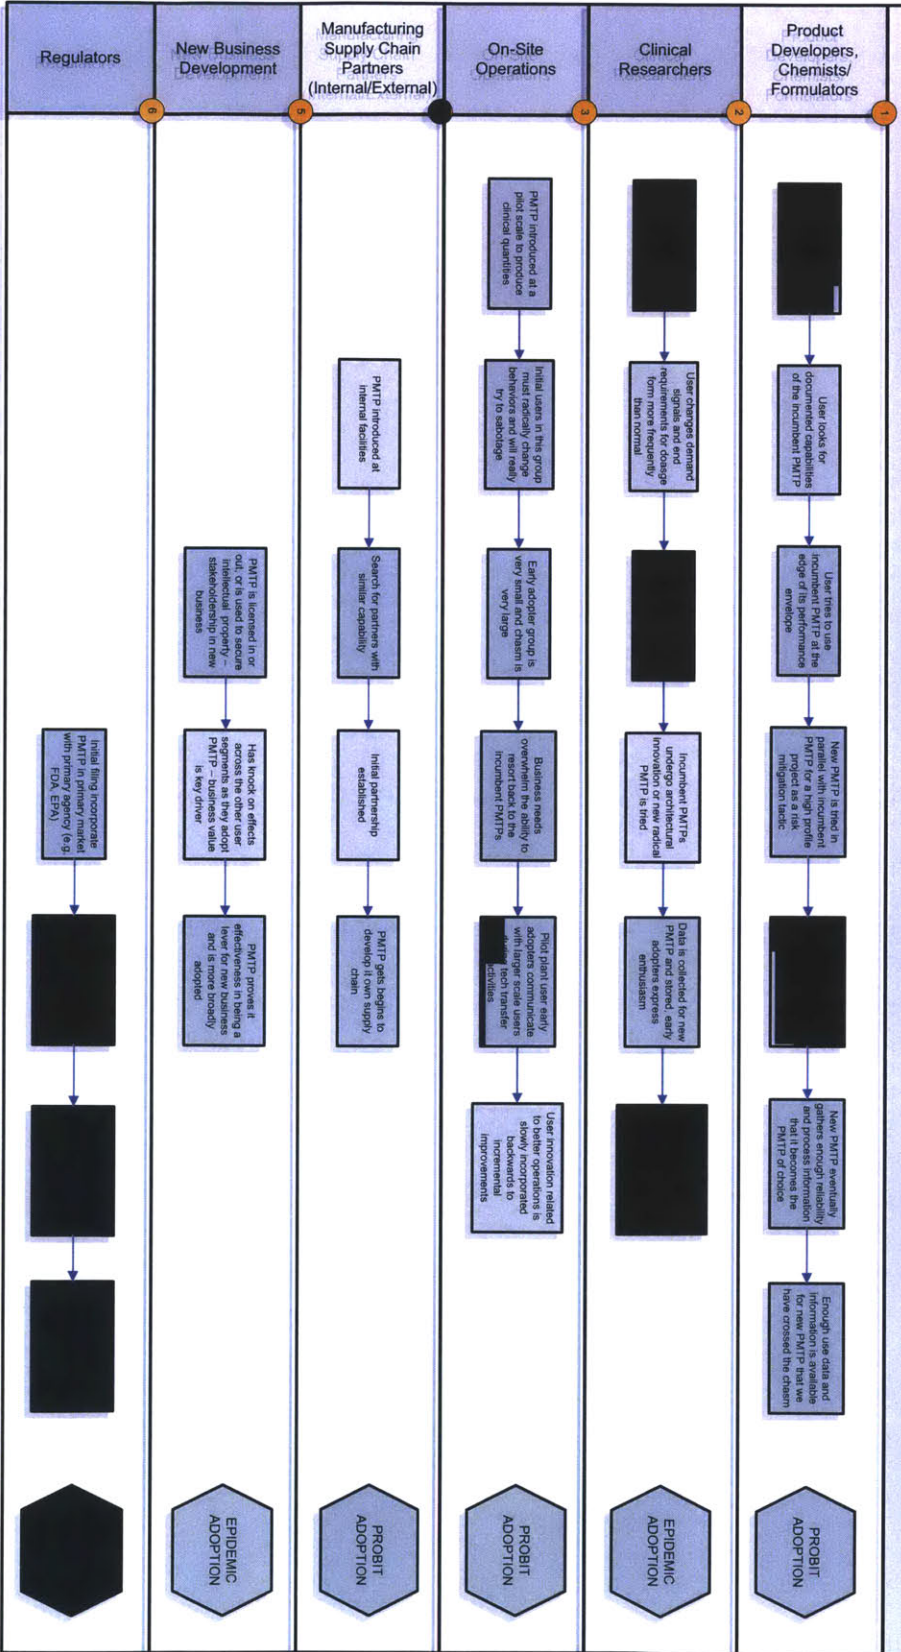 1
Product
Developers,
Chemists/
Formulators
User looks for
documented capabilities
of the incumbent PMTP
User tries to use
incumbent PMTP at the
edge of its performance
envelope
New PMTP is tried in
parallel with incumbent
PMTP for a high profile
project as a risk
mitigation tactic
New PMTP eventually
gathers enough reliability
and process information
that it becomes the
PMTP of choice
Enough use data and
information is available
for new PMTP that we
have crossed the chasm
PROBIT
ADOPTION
2
Clinical
Researchers
User changes demand
signals and end
requirements for doasge
form more frequently
than normal
Incumbent PMTPs
undergo architectural
innovation or new radical
PMTP is tried
Data is collected for new
PMTP and stored, early
adopters express
enthusiasm
EPIDEMIC
ADOPTION
3
On-Site
Operations
PMTP introduced at a
pilot scale to produce
clinical quantities
Initial users in this group
must radically change
behaviors and will really
try to sabotage
Early adopter group is
very small and chasm is
very large
Business needs
overwhelm the ability to
resort back to the
incumbent PMTPs
Pilot plant user early
adopters communicate
with larger scale users
tech transfer
User innovation related
to better operations is
slowly incorporated
backwards to
incremental
improvements
PROBIT
ADOPTION
Manufacturing
Supply Chain
Partners
(Internal/External)
PMTP introduced at
internal facilities
Search for partners with
similar capability
Initial partnership
established
PMTP gets begins to
develop it own supply
chain
PROBIT
ADOPTION
5
New Business
Development
PMTP is licensed in or
out, or is used to secure
intellectual property –
stakeholdership in new
business
Has knock on effects
across the other user
segments as they adopt
PMTP – business value
is key driver
PMTP proves it
effectiveness in being a
lever for new business
and is more broadly
adopted
EPIDEMIC
ADOPTION
6
Regulators
Initial filing incorporate
PMTP in primary market
with primary agency (e.g.
FDA, EPA)